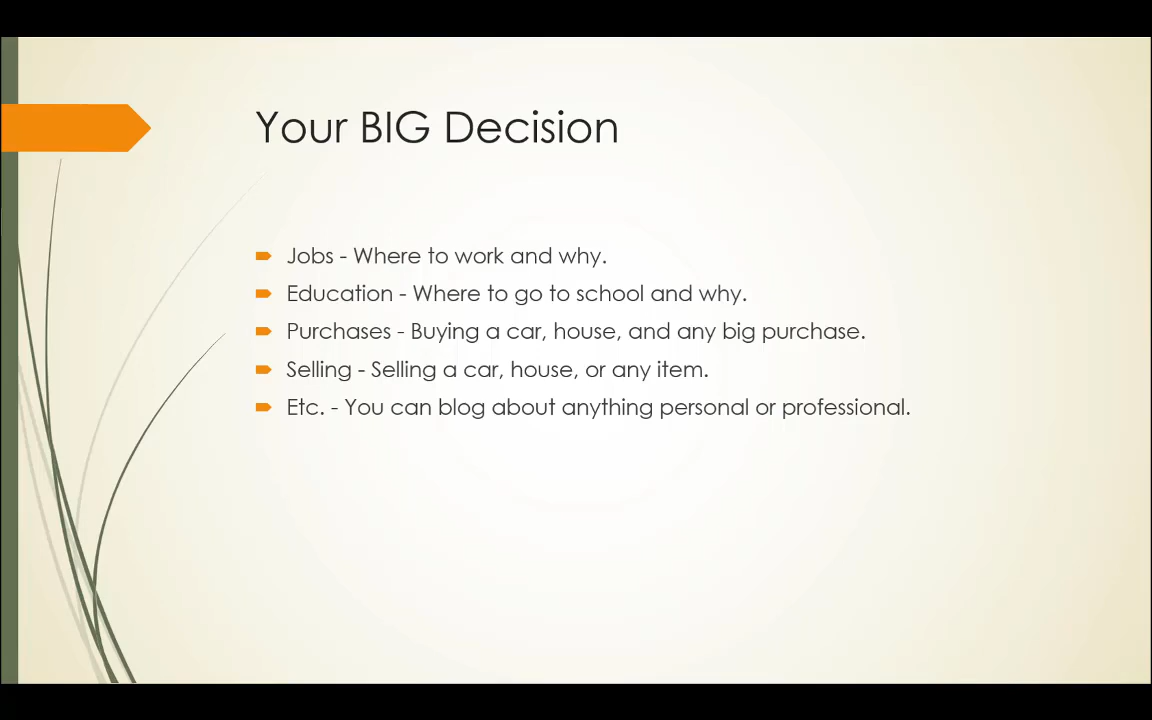 Your BIG Decision
Jobs - Where to work and why.
Education - Where to go to school and why.
Purchases - Buying a car, house, and any big purchase.
Selling - Selling a car, house, or any item.
Etc. - You can blog about anything personal or professional.